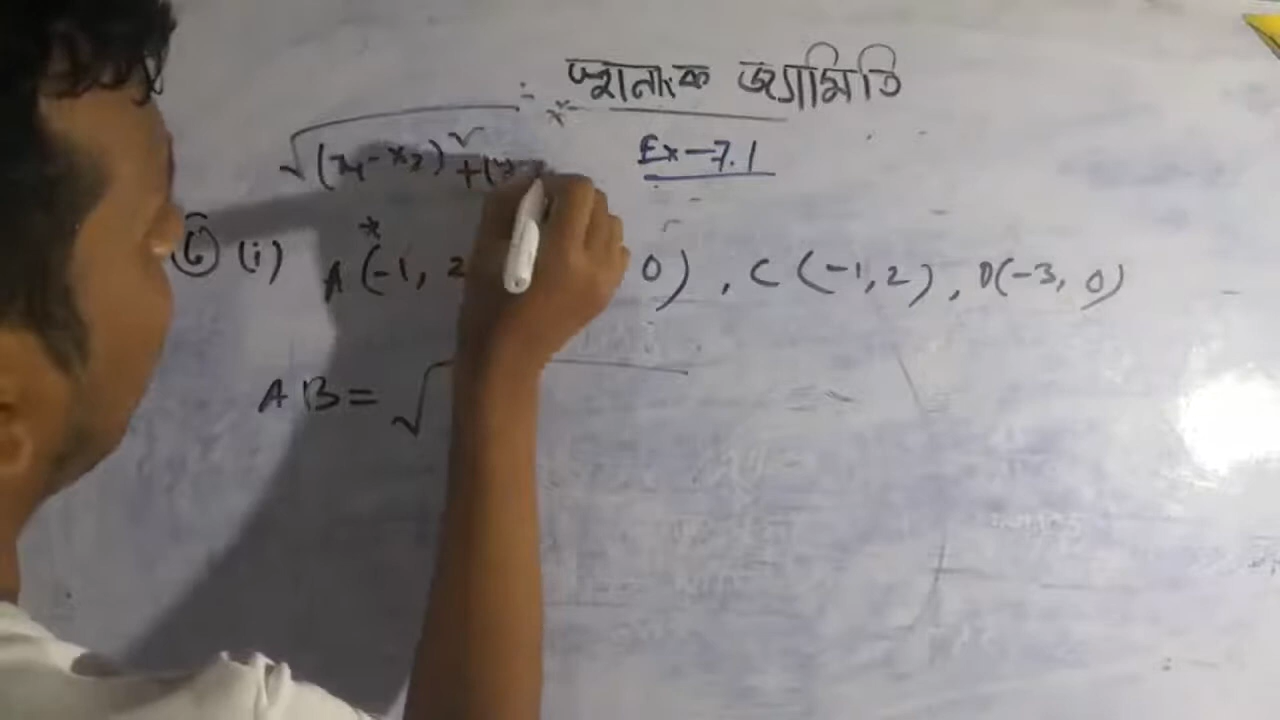 স্থানাংক জ্যামিতি
Ex-7.1
√(x₁-x₂)² +(y
6 (i) A(-1, 2 0), C(-1,2), D(-3, 0)
AB= √